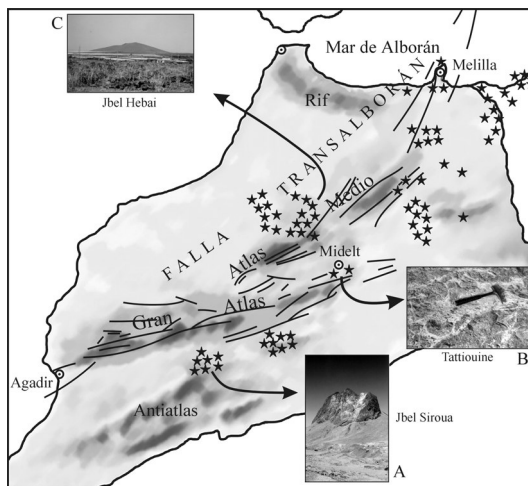 C
Jbel Hebai
Mar de Alborán
Melilla
Rif
FALLA TRANSALBORÁN
Atlas Medio
Midelt
Gran Atlas
Agadir
Antiatlas
Tattiouine
B
Jbel Siroua
A